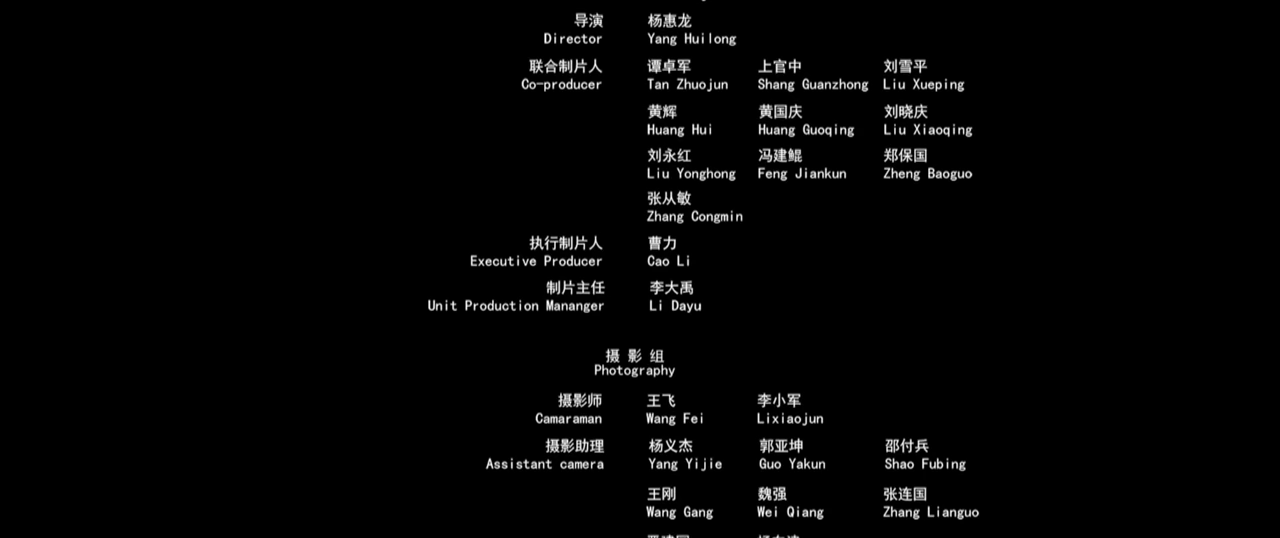 导演 杨惠龙
Director Yang Huilong
联合制片人 谭卓军 上官中 刘雪平
Co-producer Tan Zhuojun Shang Guanzhong Liu Xueping
黄辉 黄国庆 刘晓庆
Huang Hui Huang Guoqing Liu Xiaoqing
刘永红 冯建鲲 郑保国
Liu Yonghong Feng Jiankun Zheng Baoguo
张从敏
Zhang Congmin
执行制片人 曹力
Executive Producer Cao Li
制片主任 李大禹
Unit Production Mananger Li Dayu
摄 影 组
Photography
摄影师 王飞 李小军
Camaraman Wang Fei Lixiaojun
摄影助理 杨义杰 郭亚坤 邵付兵
Assistant camera Yang Yijie Guo Yakun Shao Fubing
王刚 魏强 张连国
Wang Gang Wei Qiang Zhang Lianguo